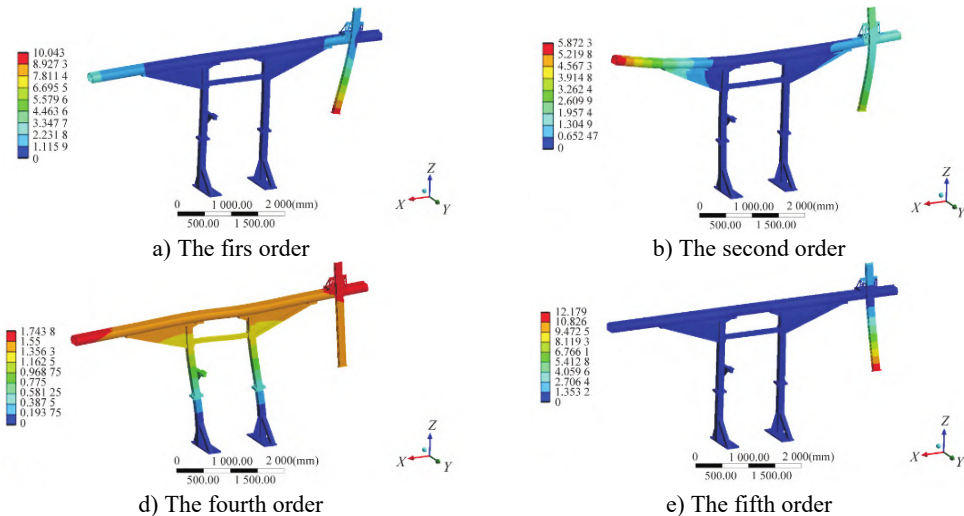 10.043
8.927 3
7.811 4
6.695 5
5.579 6
4.463 6
3.347 7
2.231 8
1.115 9
0
Z
X
Y
0 1 000.00 2 000(mm)
500.00 1 500.00
a) The firs order
5.872 3
5.219 8
4.567 3
3.914 8
3.262 4
2.609 9
1.957 4
1.304 9
0.652 47
0
Z
X
Y
0 1 000.00 2 000(mm)
500.00 1 500.00
b) The second order
1.743 8
1.55
1.356 3
1.162 5
0.968 75
0.775
0.581 25
0.387 5
0.193 75
0
Z
X
Y
0 1 000.00 2 000(mm)
500.00 1 500.00
d) The fourth order
12.179
10.826
9.472 5
8.119 3
6.766 1
5.412 8
4.059 6
2.706 4
1.353 2
0
Z
X
Y
0 1 000.00 2 000(mm)
500.00 1 500.00
e) The fifth order